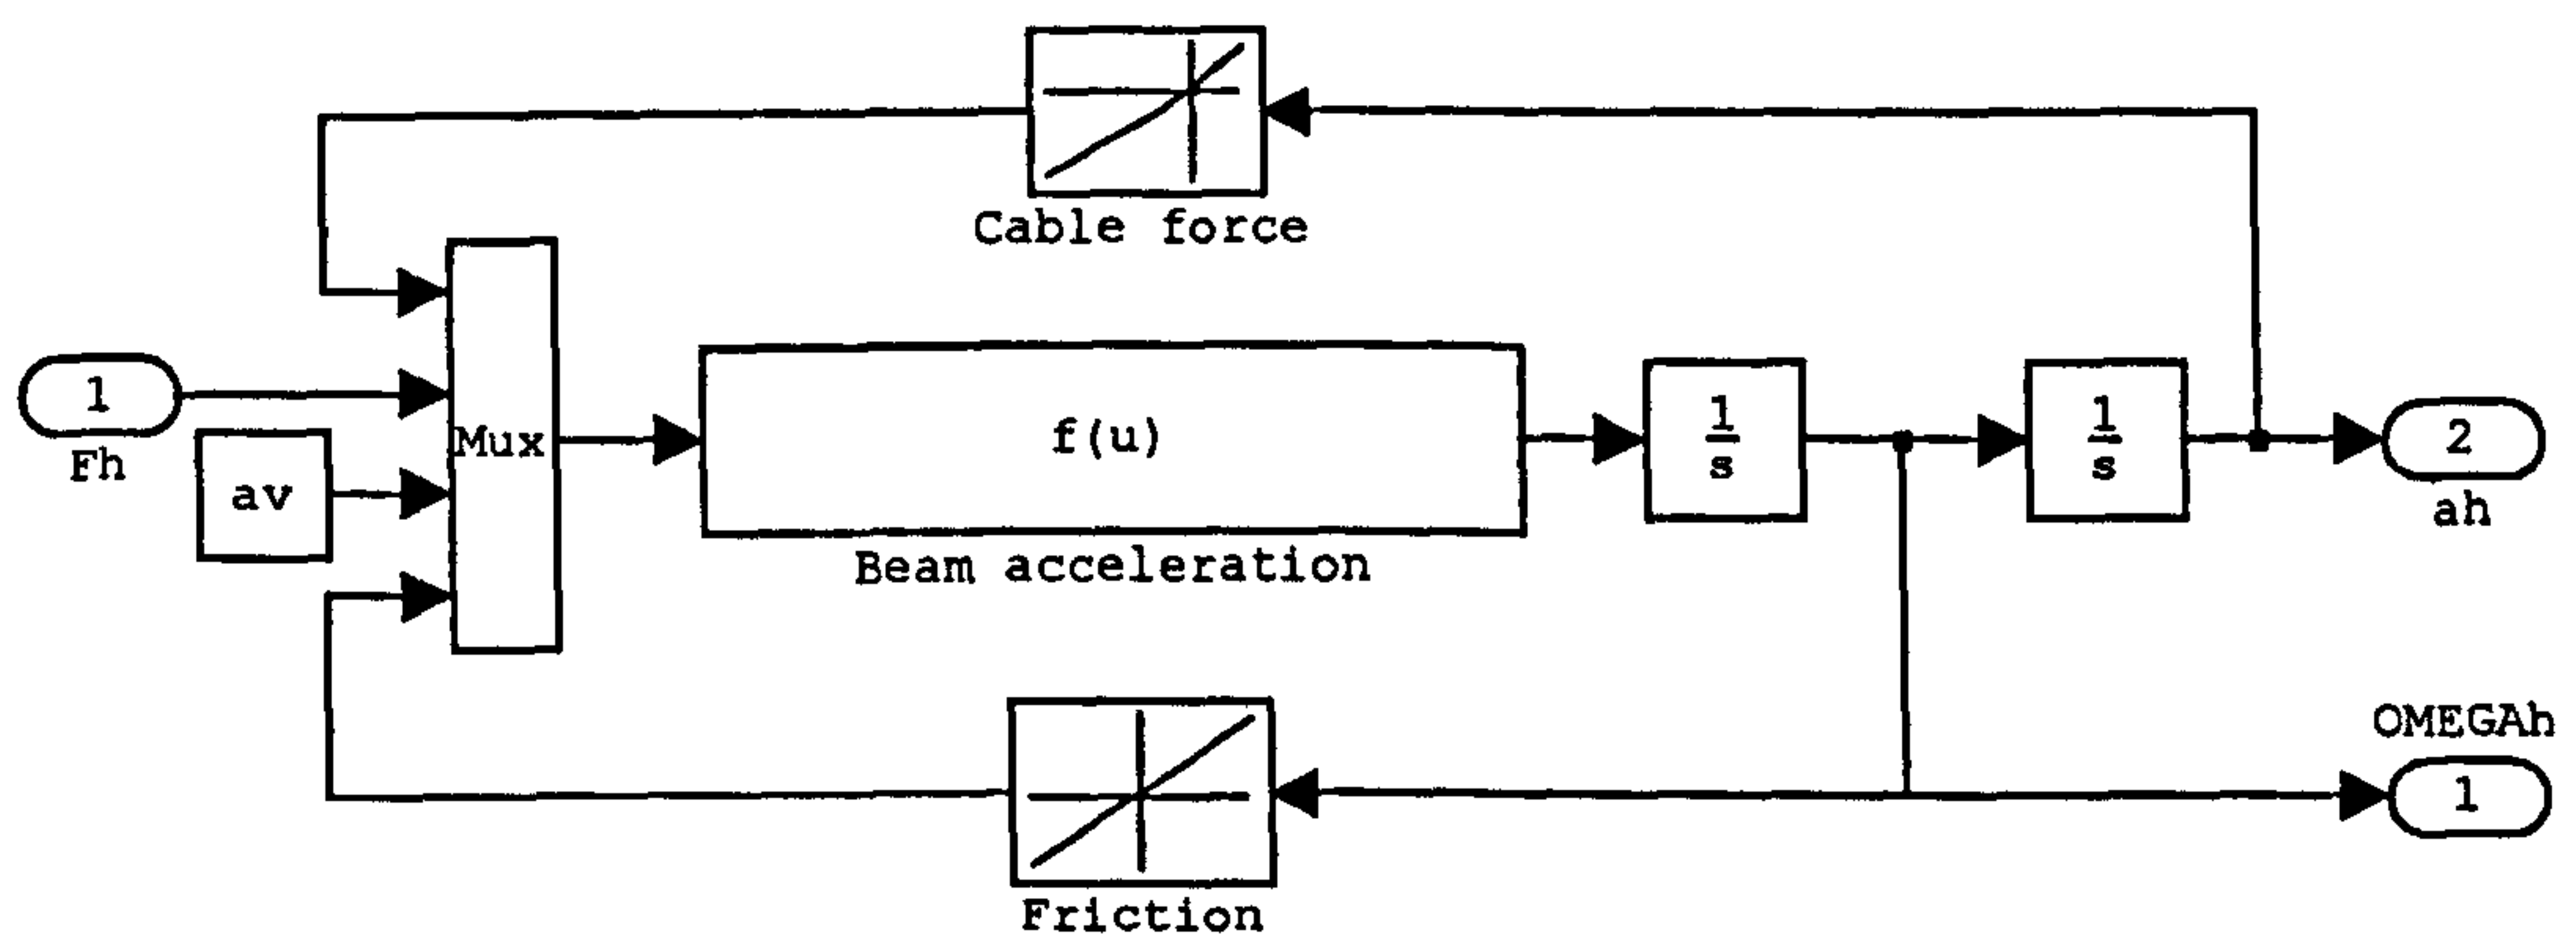 Cable force
1
Fh
av
Mux
f(u)
Beam acceleration
1
s
1
s
2
ah
OMEGAh
1
Friction